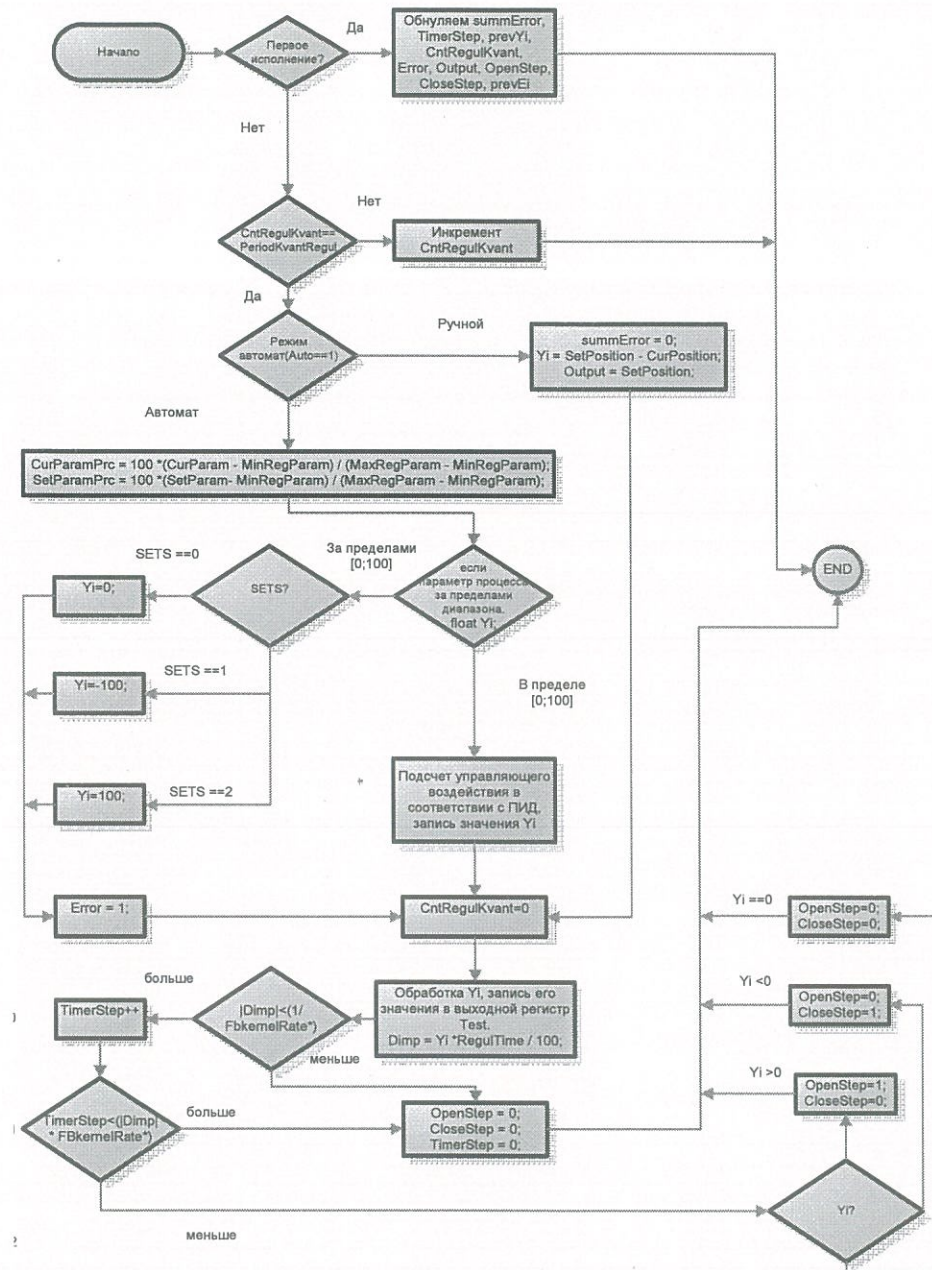 Начало
Первое
исполнение?
Да
Обнуляем summError,
TimerStep, prevYi,
CntRegulKvant,
Error, Output, OpenStep,
CloseStep, prevEi
Нет
CntRegulKvant==
PeriodKvantRegul
Нет
Инкремент
CntRegulKvant
Да
Режим
автомат(Auto==1)
Ручной
summError = 0;
Yi = SetPosition - CurPosition;
Output = SetPosition;
Автомат
CurParamPrc = 100 *(CurParam - MinRegParam) / (MaxRegParam - MinRegParam);
SetParamPrc = 100 *(SetParam- MinRegParam) / (MaxRegParam - MinRegParam);
SETS ==0
За пределами
[0;100]
если
параметр процесса
за пределами
диапазона.
float Yi;
END
Yi=0;
SETS?
Yi=-100;
SETS ==1
В пределе
[0;100]
Yi=100;
SETS ==2
Подсчет управляющего
воздействия в
соответствии с ПИД,
запись значения Yi
Error = 1;
CntRegulKvant=0
Yi ==0
OpenStep=0;
CloseStep=0;
больше
TimerStep++
|Dimp|<(1/
FbkernelRate*)
Обработка Yi, запись его
значения в выходной регистр
Test.
Dimp = Yi *RegulTime / 100;
Yi <0
OpenStep=0;
CloseStep=1;
меньше
Yi >0
OpenStep=1;
CloseStep=0;
TimerStep<(|Dimp|
* FBkernelRate*)
больше
OpenStep = 0;
CloseStep = 0;
TimerStep = 0;
Yi?
меньше